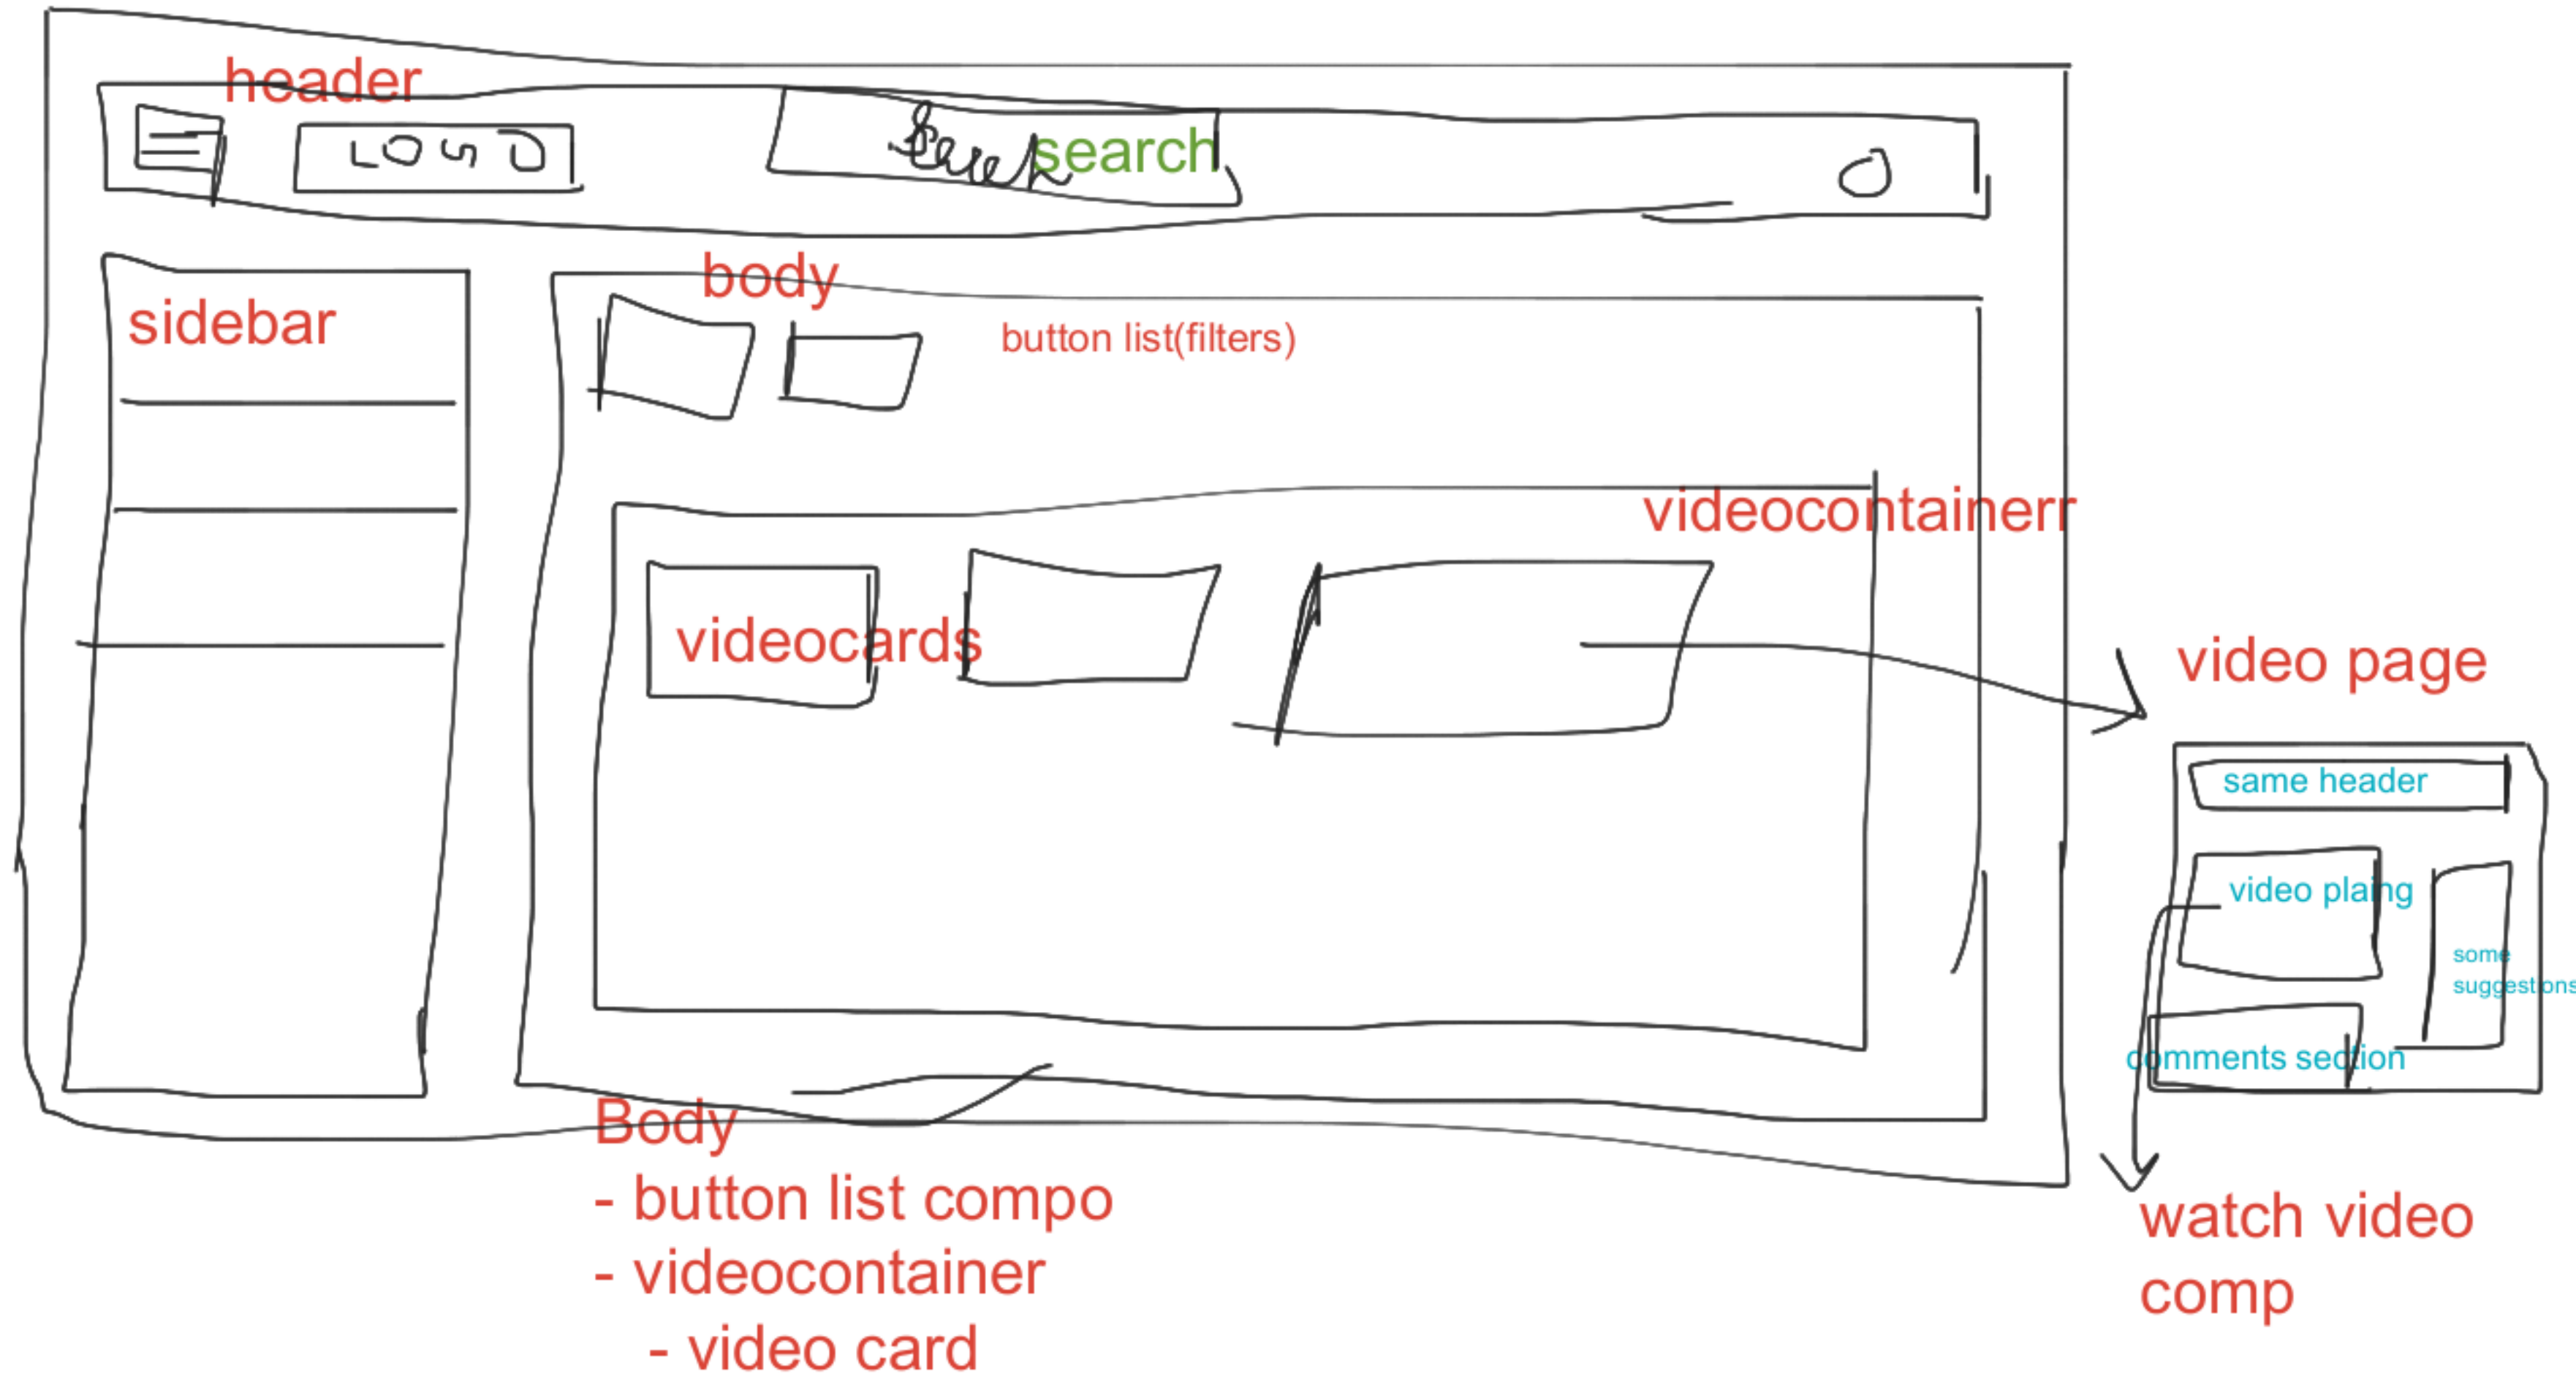 header
LOGO
Search
search
sidebar
body
button list(filters)
videocontainerr
videocards
video page
same header
video plaing
some
suggestions
comments section
Body
- button list compo
- videocontainer
- video card
watch video
comp